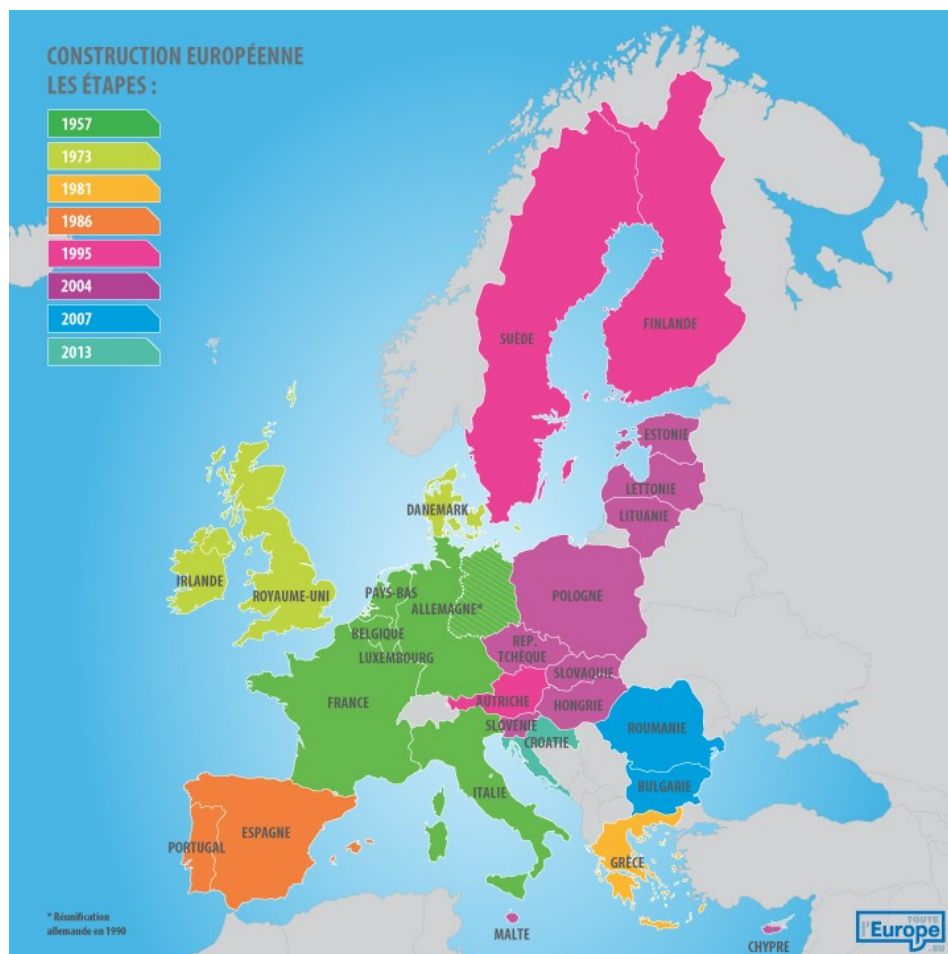 CONSTRUCTION EUROPÉENNE
LES ÉTAPES :
1957
1973
1981
1986
1995
2004
2007
2013
SUÈDE
FINLANDE
ESTONIE
LETTONIE
LITUANIE
DANEMARK
IRLANDE
ROYAUME-UNI
PAYS-BAS
ALLEMAGNE*
POLOGNE
BELGIQUE
LUXEMBOURG
REP.
TCHÈQUE
SLOVAQUIE
FRANCE
AUTRICHE
HONGRIE
SLOVÉNIE
CROATIE
ROUMANIE
ITALIE
BULGARIE
PORTUGAL
ESPAGNE
GRÈCE
MALTE
CHYPRE
* Réunification
allemande en 1990
TOUTE
l'Europe
.EU